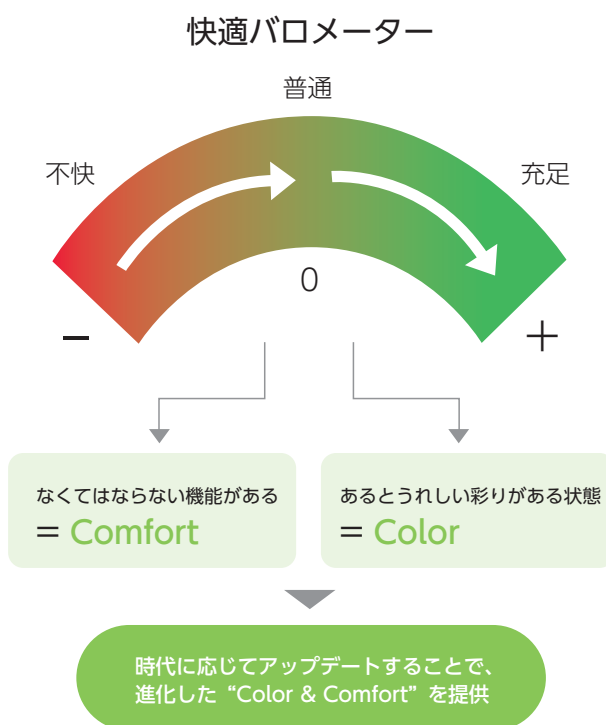 快適バロメーター
普通
不快
充足
0
−
+
なくてはならない機能がある
= Comfort
あるとうれしい彩りがある状態
= Color
時代に応じてアップデートすることで、
進化した“Color & Comfort”を提供